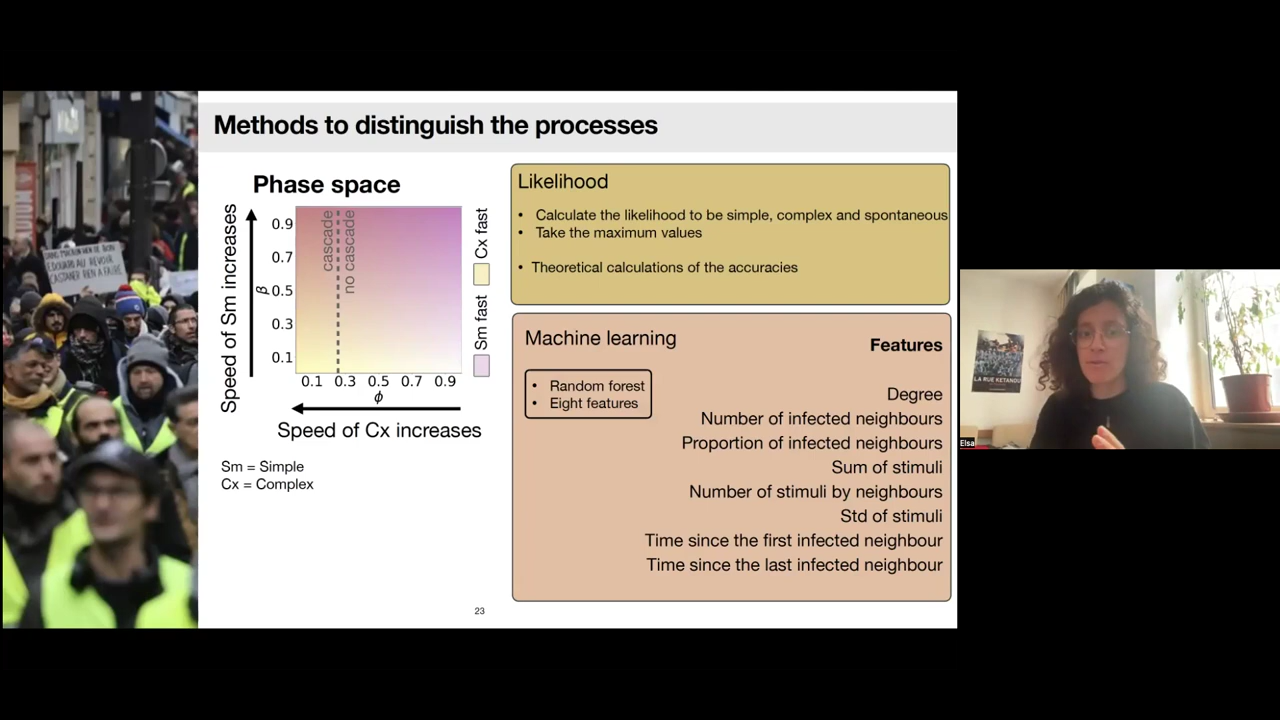 Methods to distinguish the processes
Phase space
Speed of Sm increases
β
0.9
0.7
0.5
0.3
0.1
cascade
no cascade
0.1 0.3 0.5 0.7 0.9
ϕ
Speed of Cx increases
Sm fast
Cx fast
Sm = Simple
Cx = Complex
Likelihood
• Calculate the likelihood to be simple, complex and spontaneous
• Take the maximum values
• Theoretical calculations of the accuracies
Machine learning
• Random forest
• Eight features
Features
Degree
Number of infected neighbours
Proportion of infected neighbours
Sum of stimuli
Number of stimuli by neighbours
Std of stimuli
Time since the first infected neighbour
Time since the last infected neighbour
23
LA RUE KETANOU
Elsa